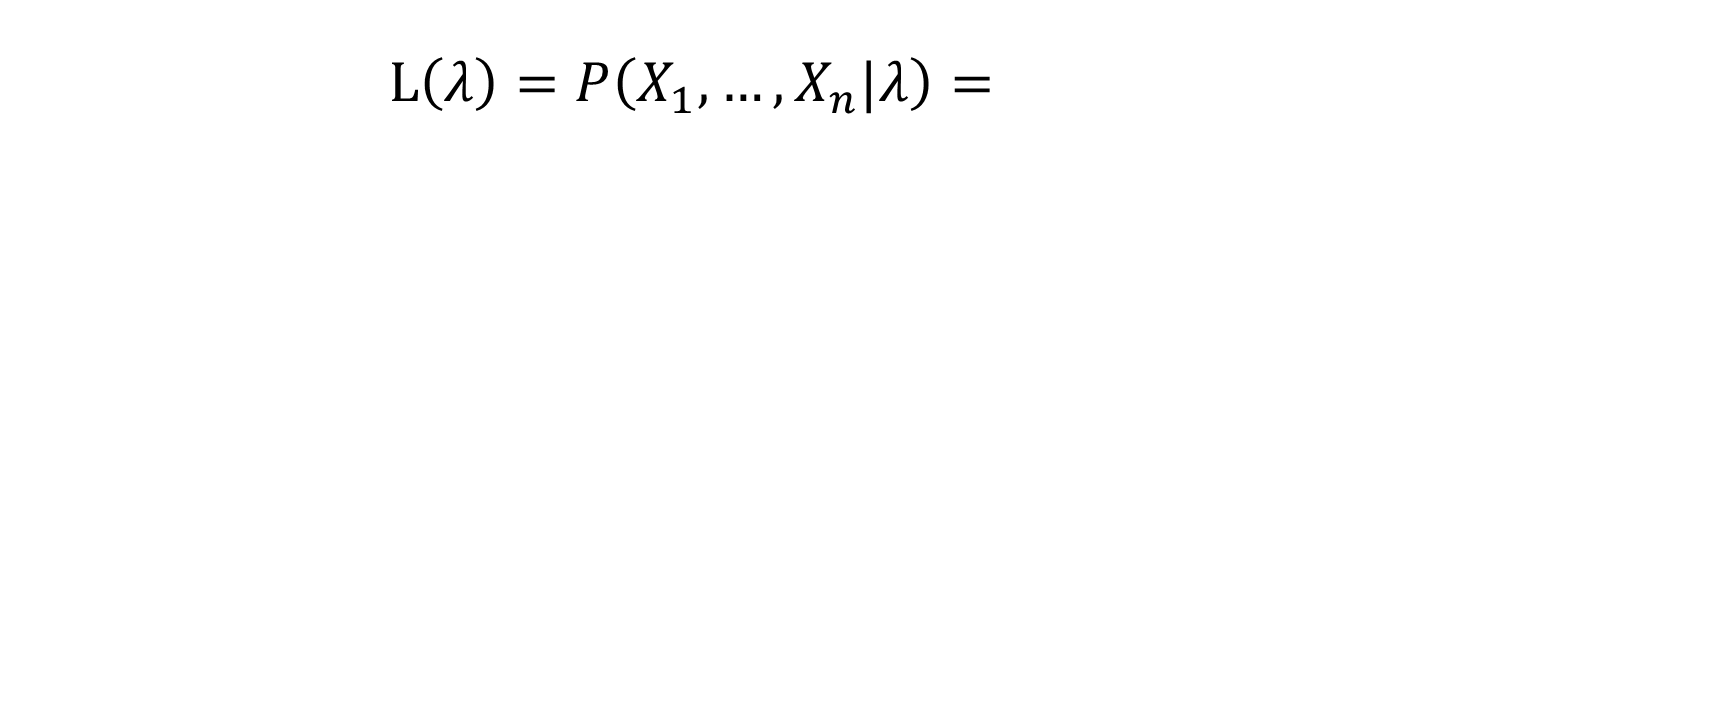 L(λ) = P(X₁, … , Xₙ|λ) =